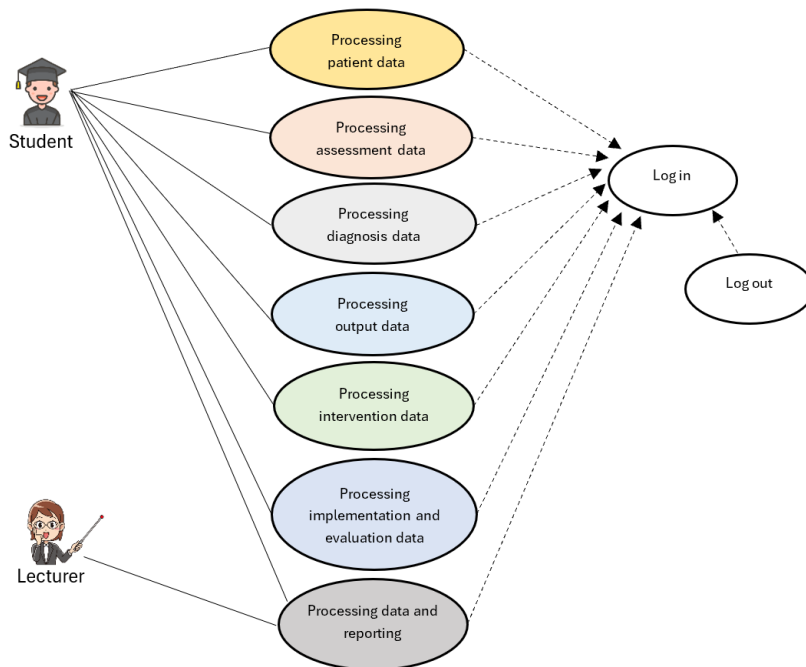 Processing
patient data
Student
Processing
assessment data
Log in
Processing
diagnosis data
Log out
Processing
output data
Processing
intervention data
Processing
implementation and
evaluation data
Lecturer
Processing data and
reporting